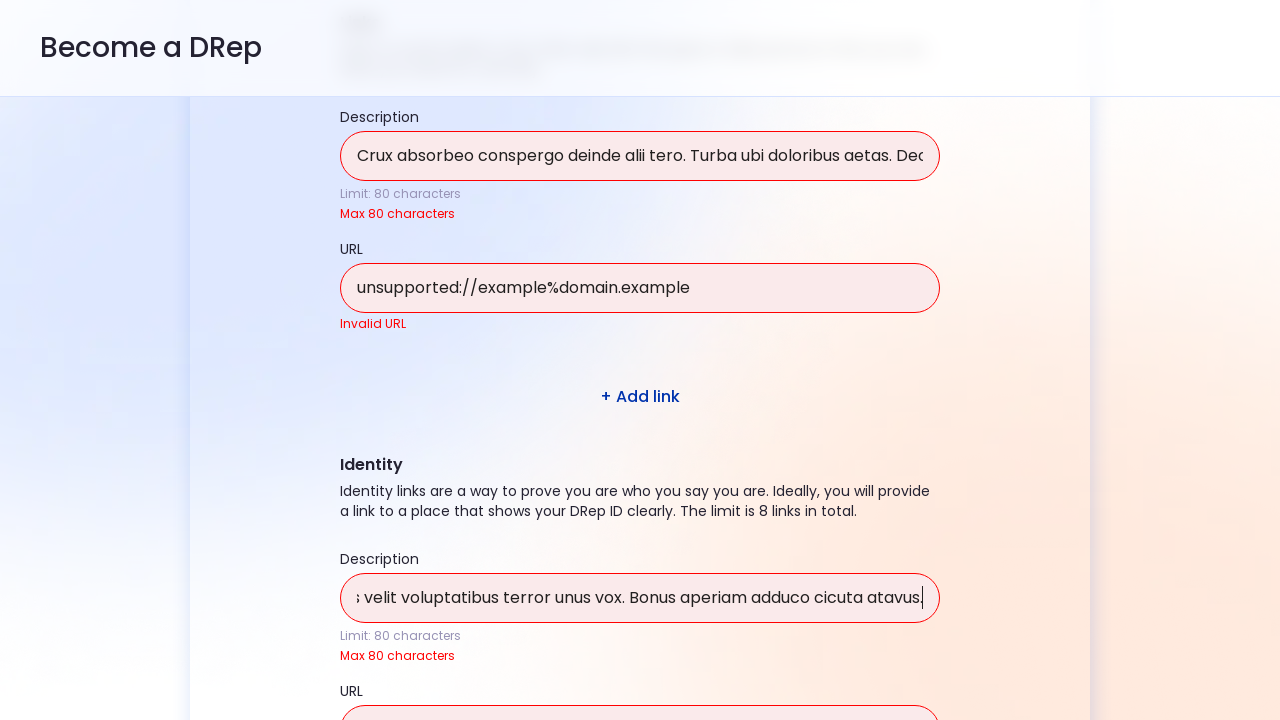 Become a DRep
Description
Crux absorbeo conspergo deinde alii tero. Turba ubi doloribus aetas. Dec
Limit: 80 characters
Max 80 characters
URL
unsupported://example%domain.example
Invalid URL
+ Add link
Identity
Identity links are a way to prove you are who you say you are. Ideally, you will provide
a link to a place that shows your DRep ID clearly. The limit is 8 links in total.
Description
s velit voluptatibus terror unus vox. Bonus aperiam adduco cicuta atavus.
Limit: 80 characters
Max 80 characters
URL